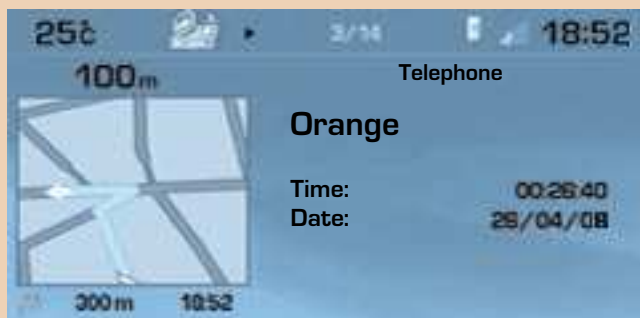 25c 3/14 18:52
100m
Telephone
Orange
Time: 00:26:40
Date: 26/04/08
300m 18:52